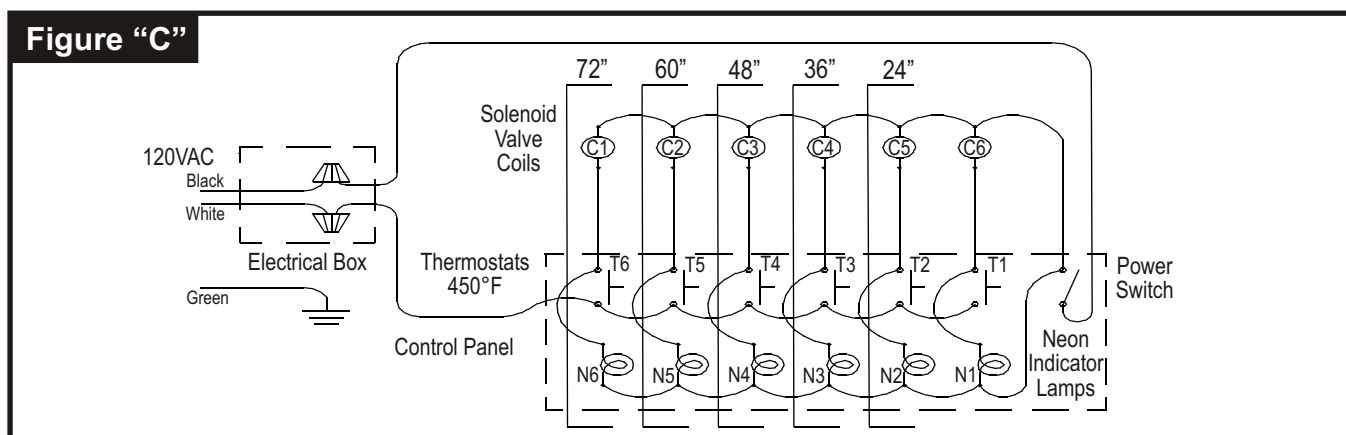 Figure “C”
72” 60” 48” 36” 24”
Solenoid
Valve
Coils
C1 C2 C3 C4 C5 C6
120VAC
Black
White
Electrical Box
Green
Thermostats
450°F
T6 T5 T4 T3 T2 T1
Power
Switch
Control Panel
N6 N5 N4 N3 N2 N1
Neon
Indicator
Lamps